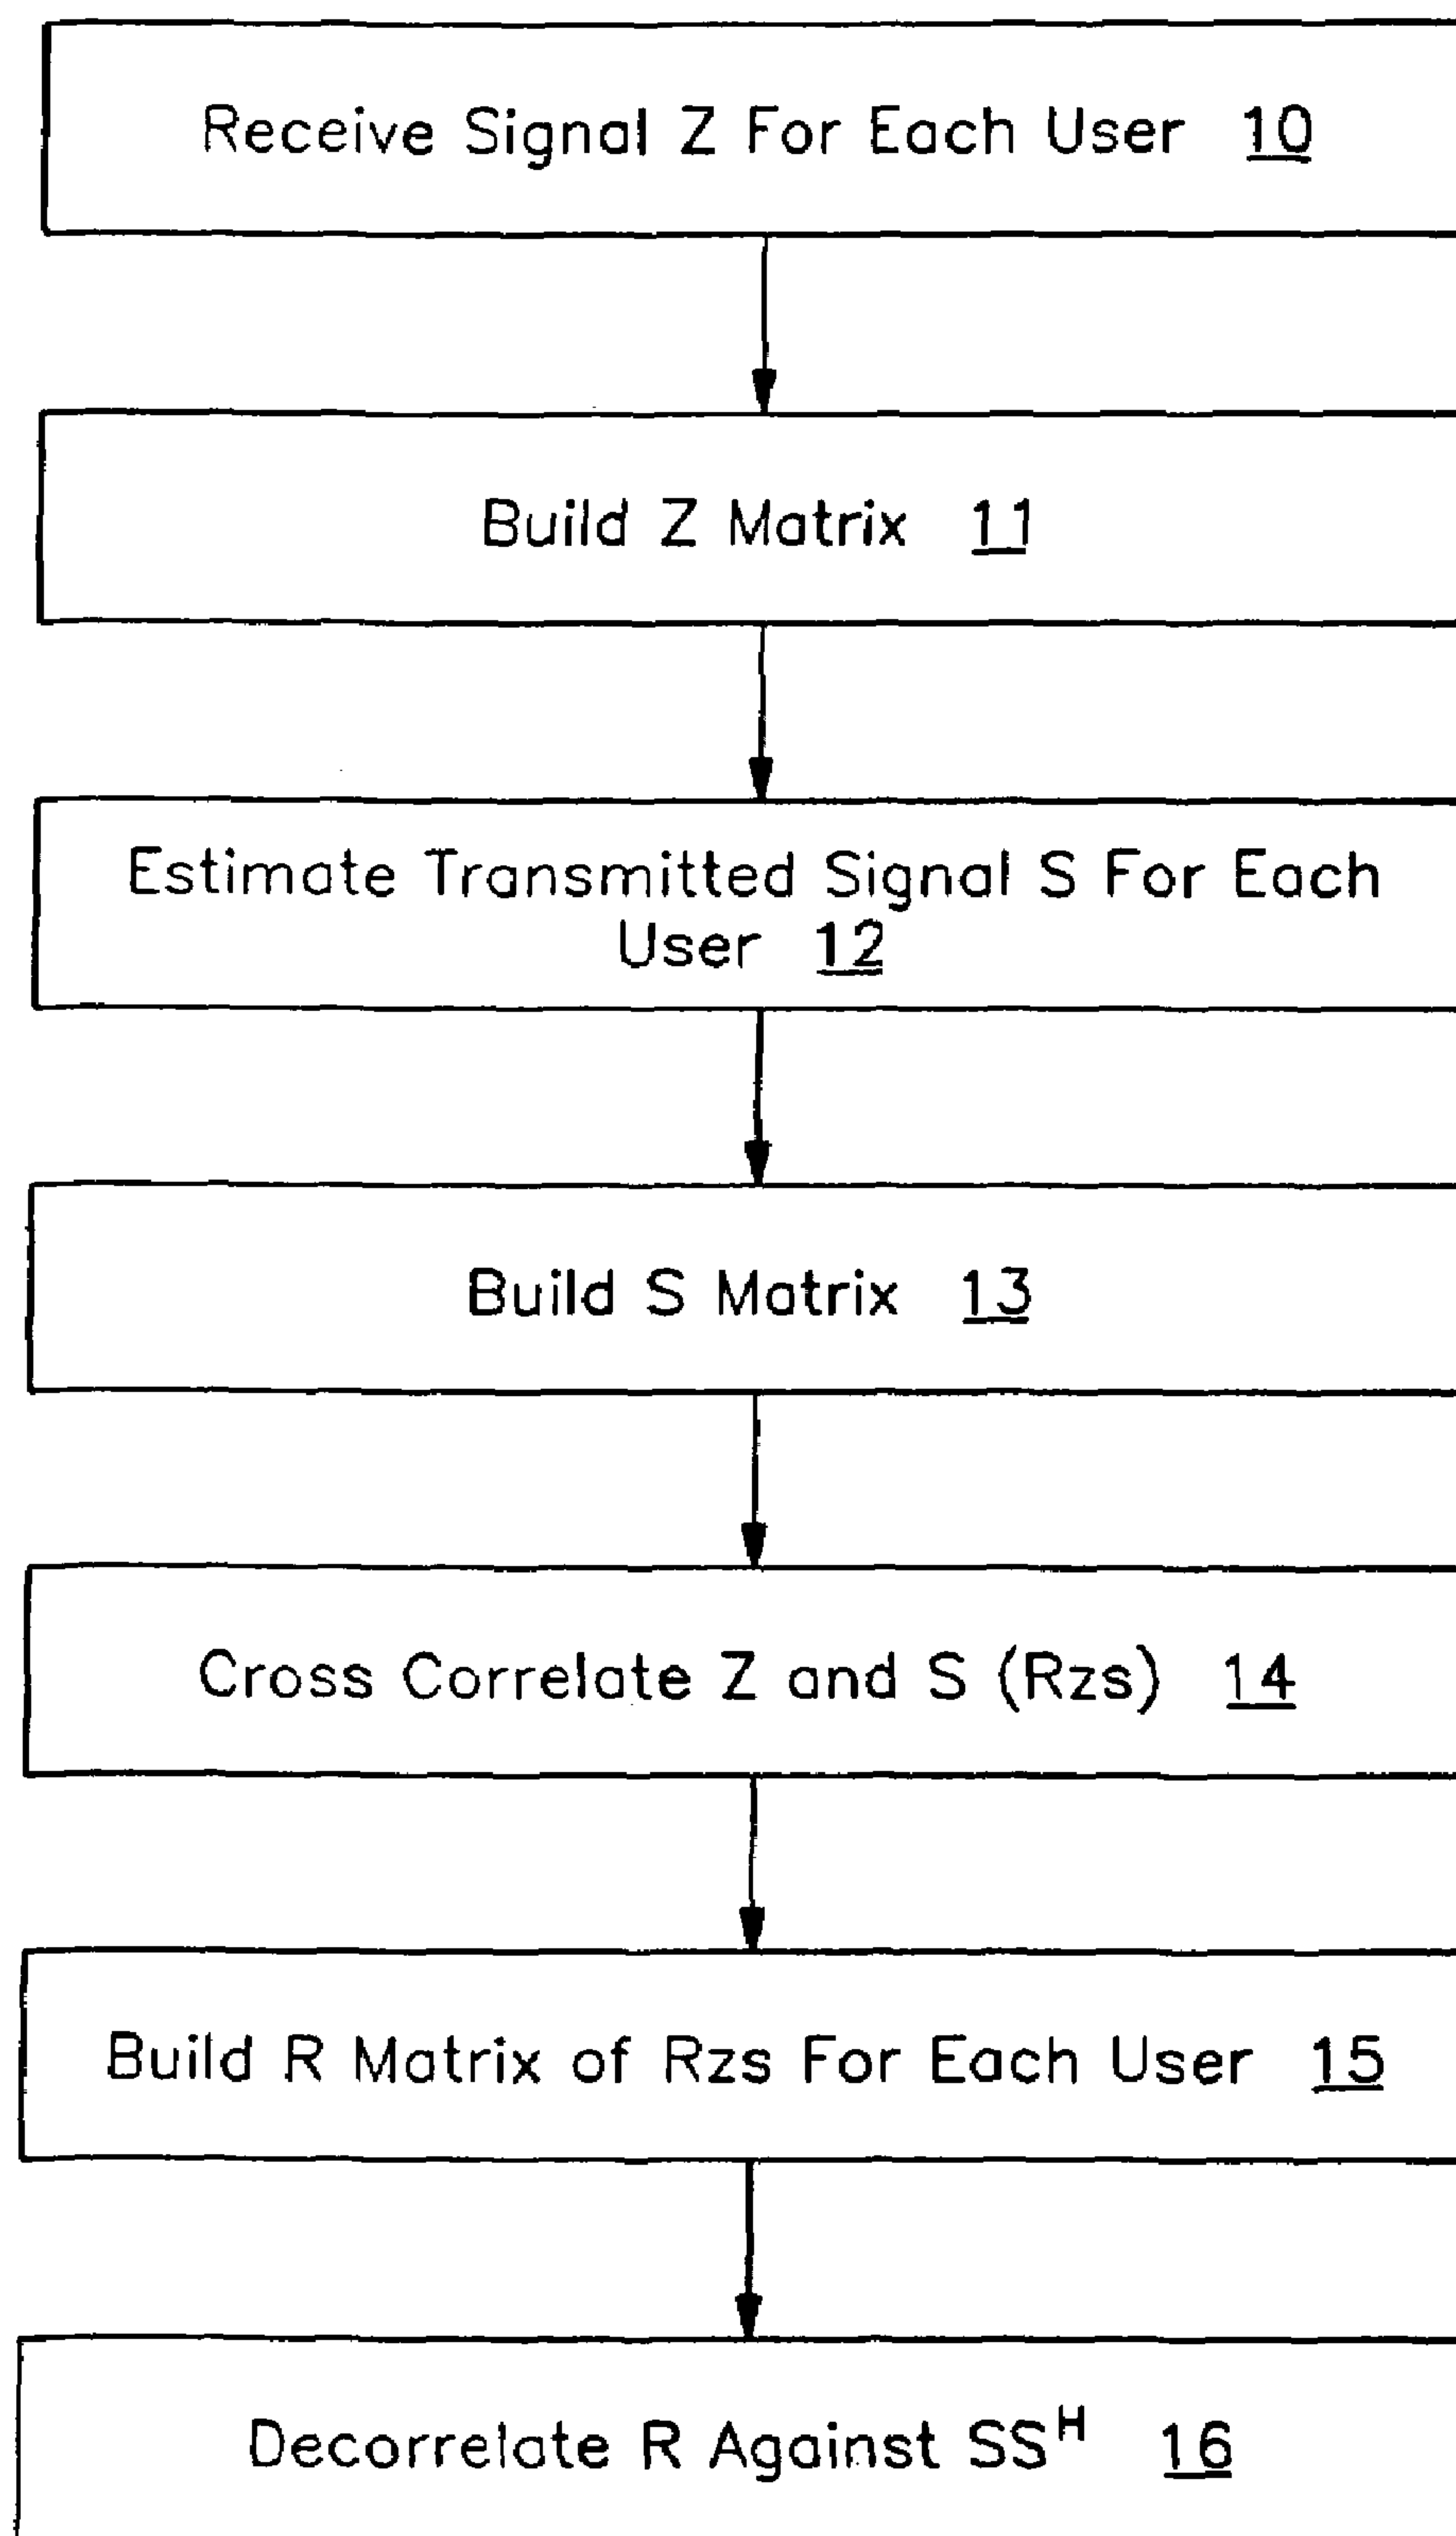 Receive Signal Z For Each User 10
Build Z Matrix 11
Estimate Transmitted Signal S For Each
User 12
Build S Matrix 13
Cross Correlate Z and S (Rzs) 14
Build R Matrix of Rzs For Each User 15
Decorrelate R Against SS^H 16